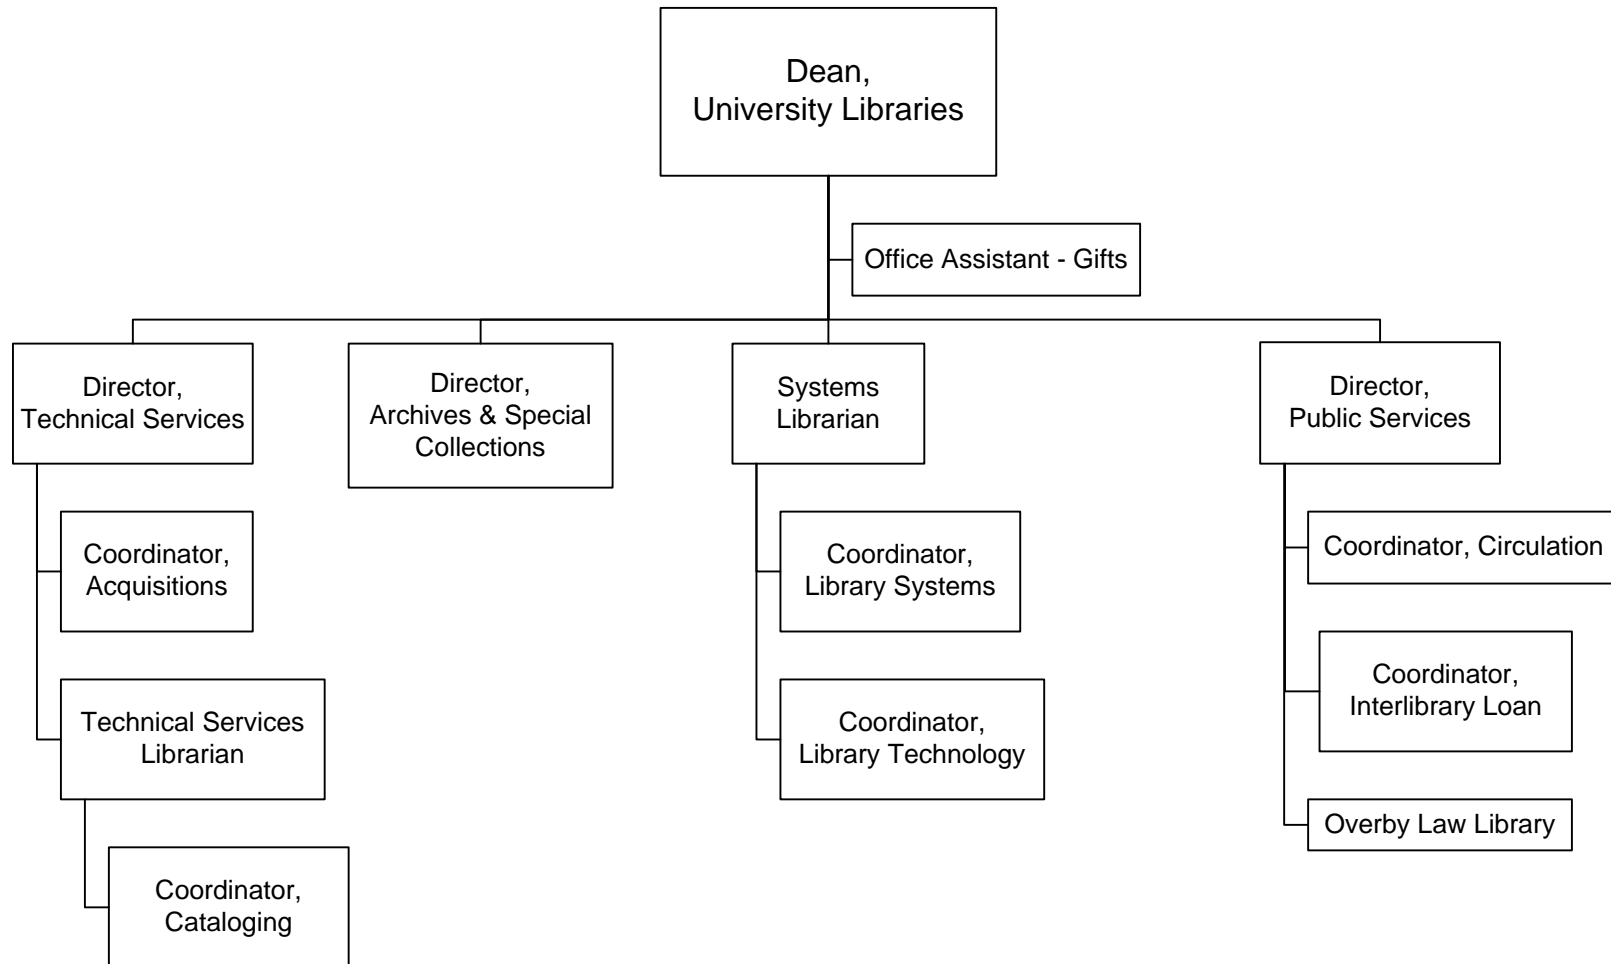 Dean,
University Libraries
Office Assistant - Gifts
Director,
Technical Services
Director,
Archives & Special
Collections
Systems
Librarian
Director,
Public Services
Coordinator,
Acquisitions
Coordinator,
Library Systems
Coordinator, Circulation
Technical Services
Librarian
Coordinator,
Library Technology
Coordinator,
Interlibrary Loan
Overby Law Library
Coordinator,
Cataloging